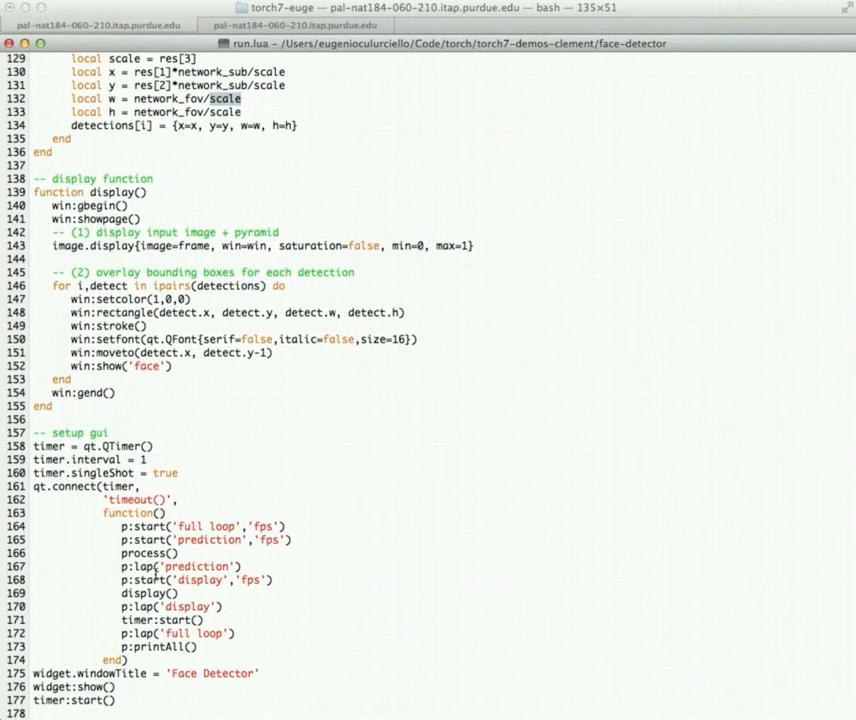 torch7-euge — pal-nat184-060-210.itap.purdue.edu — bash — 135×51
pal-nat184-060-210.itap.purdue.edu pal-nat184-060-210.itap.purdue.edu
run.lua - /Users/eugenioculurciello/Code/torch/torch7-demos-clement/face-detector
129 local scale = res[3]
130 local x = res[1]*network_sub/scale
131 local y = res[2]*network_sub/scale
132 local w = network_fov/scale
133 local h = network_fov/scale
134 detections[i] = {x=x, y=y, w=w, h=h}
135 end
136 end
137
138 -- display function
139 function display()
140 win:gbegin()
141 win:showpage()
142 -- (1) display input image + pyramid
143 image.display{image=frame, win=win, saturation=false, min=0, max=1}
144
145 -- (2) overlay bounding boxes for each detection
146 for i,detect in ipairs(detections) do
147 win:setcolor(1,0,0)
148 win:rectangle(detect.x, detect.y, detect.w, detect.h)
149 win:stroke()
150 win:setfont(qt.QFont{serif=false,italic=false,size=16})
151 win:moveto(detect.x, detect.y-1)
152 win:show('face')
153 end
154 win:gend()
155 end
156
157 -- setup gui
158 timer = qt.QTimer()
159 timer.interval = 1
160 timer.singleShot = true
161 qt.connect(timer,
162 'timeout()',
163 function()
164 p:start('full loop','fps')
165 p:start('prediction','fps')
166 process()
167 p:lap('prediction')
168 p:start('display','fps')
169 display()
170 p:lap('display')
171 timer:start()
172 p:lap('full loop')
173 p:printAll()
174 end)
175 widget.windowTitle = 'Face Detector'
176 widget:show()
177 timer:start()
178